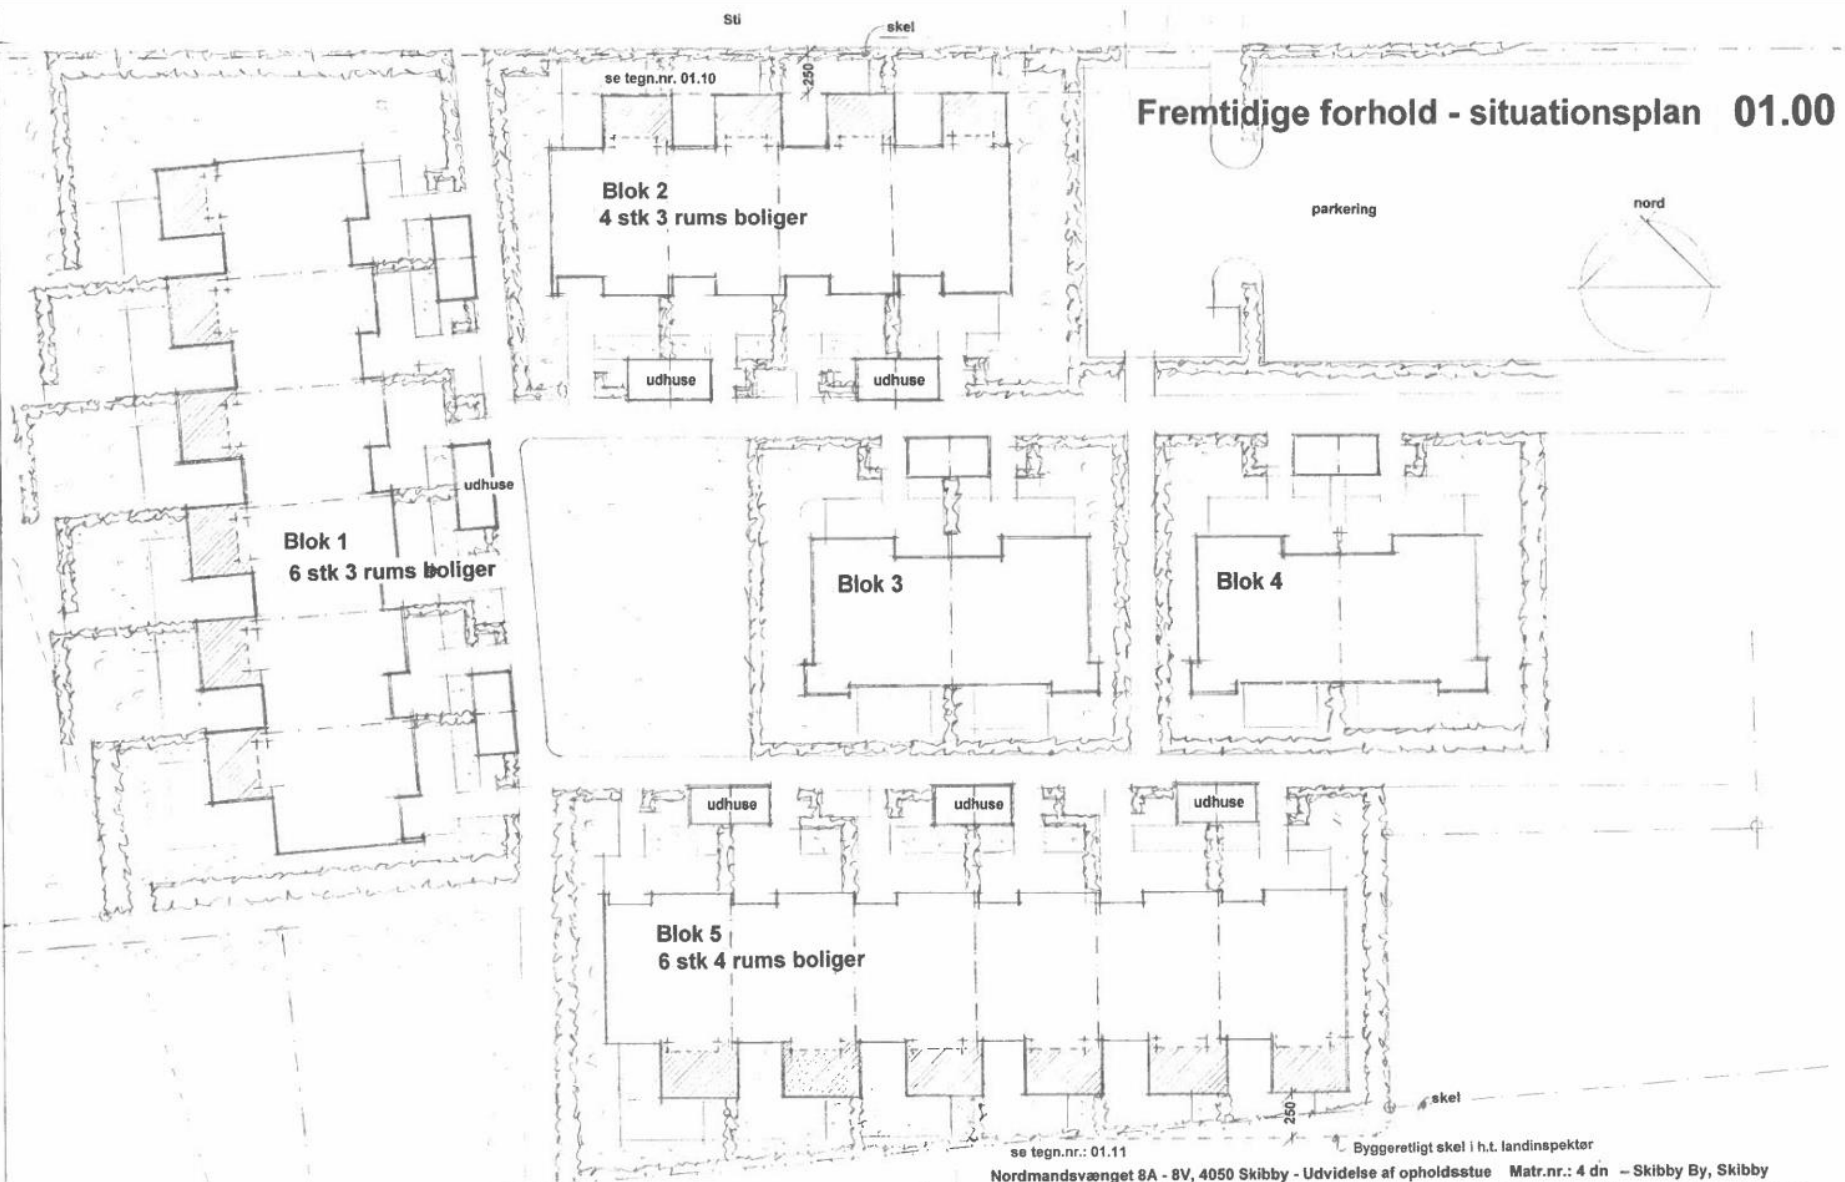 Sti
skel
se tegn.nr. 01.10
250
Fremtidige forhold - situationsplan 01.00
Blok 2
4 stk 3 rums boliger
parkering
nord
udhuse
udhuse
udhuse
Blok 1
6 stk 3 rums boliger
Blok 3
Blok 4
udhuse
udhuse
udhuse
Blok 5
6 stk 4 rums boliger
250
skel
se tegn.nr.: 01.11
Byggeretligt skel i h.t. landinspektør
Nordmandsvænget 8A - 8V, 4050 Skibby - Udvidelse af opholdsstue Matr.nr.: 4 dn – Skibby By, Skibby